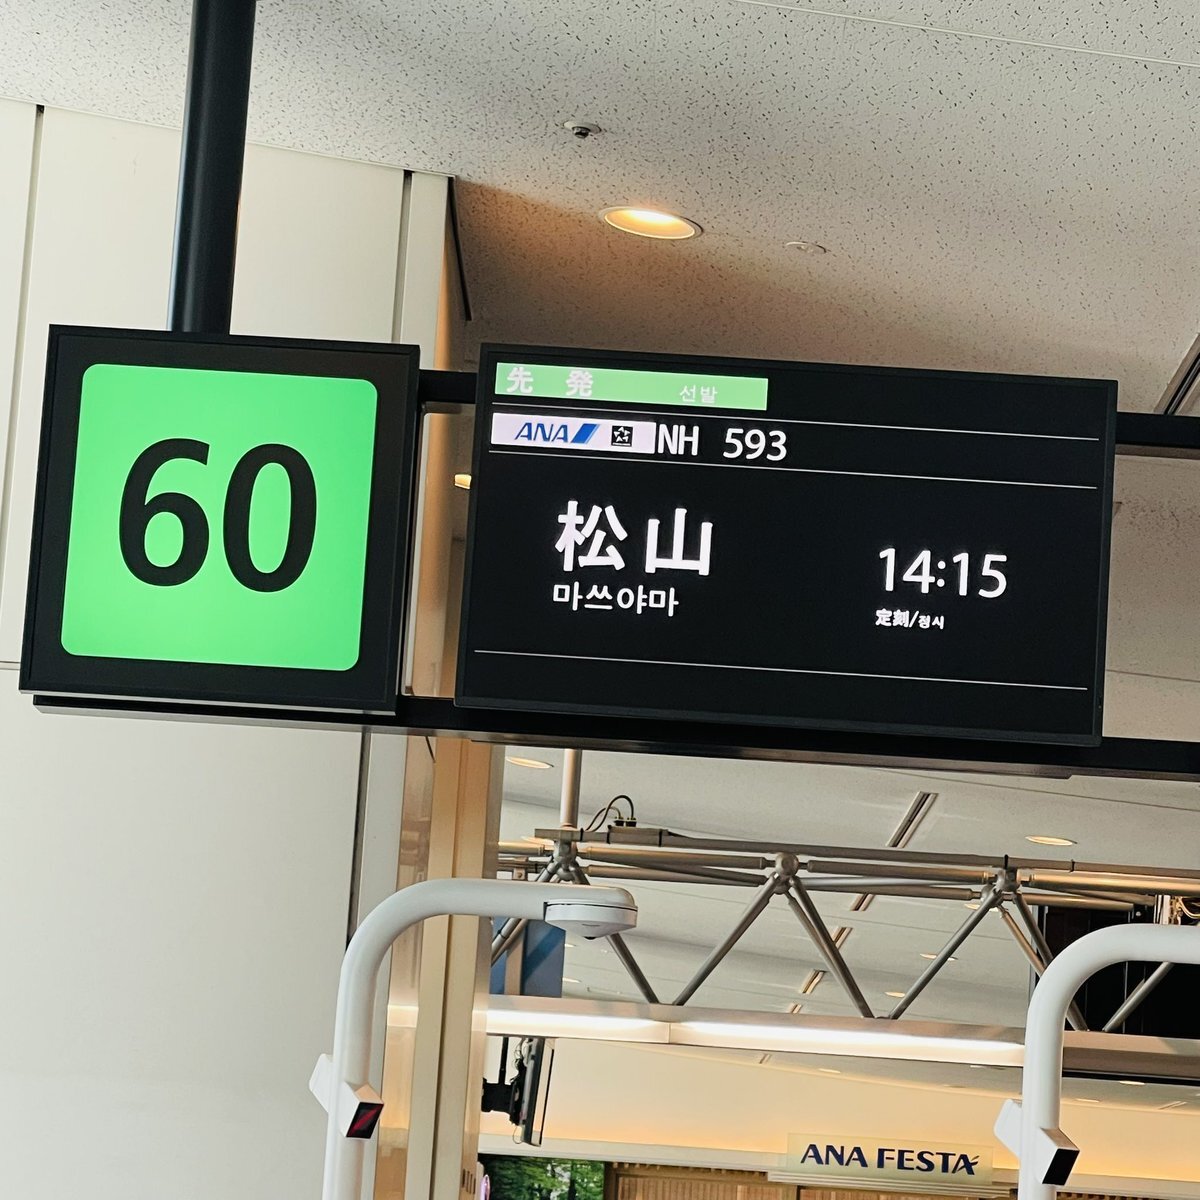 60
先 発 선발
ANA NH 593
松山
마쓰야마
14:15
定刻/정시
ANA FESTA